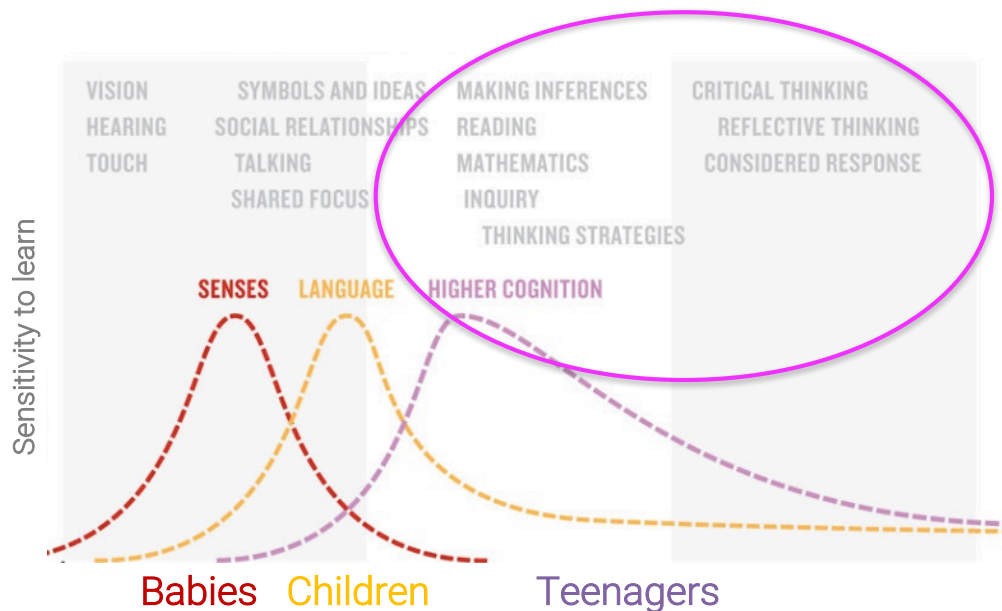 VISION SYMBOLS AND IDEAS MAKING INFERENCES CRITICAL THINKING
HEARING SOCIAL RELATIONSHIPS READING REFLECTIVE THINKING
TOUCH TALKING MATHEMATICS CONSIDERED RESPONSE
SHARED FOCUS INQUIRY
THINKING STRATEGIES
SENSES LANGUAGE HIGHER COGNITION
Sensitivity to learn
Babies Children Teenagers